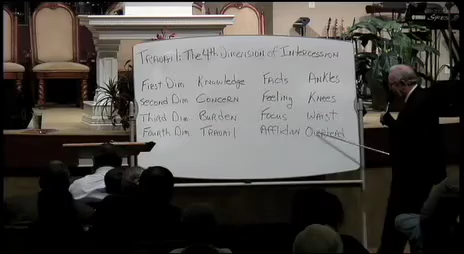 Travail: The 4th Dimension of Intercession
First Dim Knowledge Facts Ankles
Second Dim Concern Feeling Knees
Third Dim Burden Focus Waist
Fourth Dim Travail Affliction